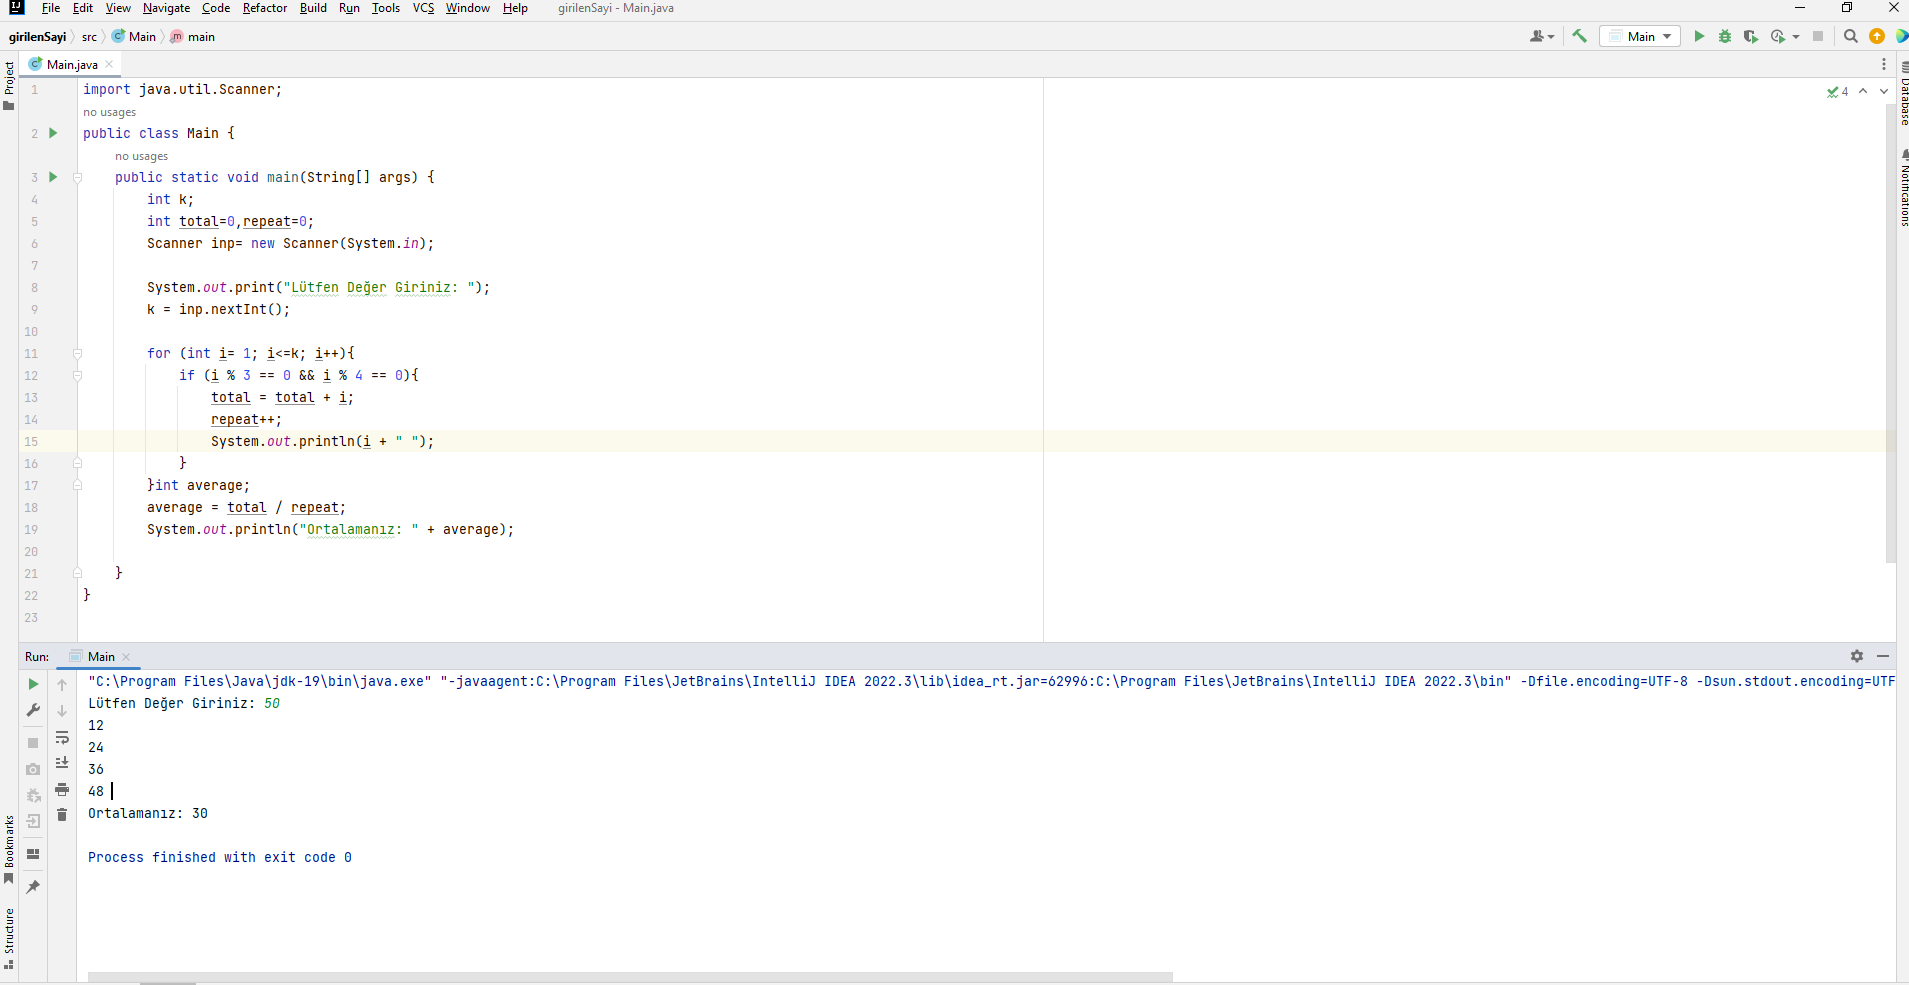 File Edit View Navigate Code Refactor Build Run Tools VCS Window Help girilenSayi - Main.java
girilenSayi src Main main Main
Project
Main.java
Database
Notifications
4
1 import java.util.Scanner;
no usages
2 public class Main {
no usages
3 public static void main(String[] args) {
4 int k;
5 int total=0,repeat=0;
6 Scanner inp= new Scanner(System.in);
7
8 System.out.print("Lütfen Değer Giriniz: ");
9 k = inp.nextInt();
10
11 for (int i= 1; i<=k; i++){
12 if (i % 3 == 0 && i % 4 == 0){
13 total = total + i;
14 repeat++;
15 System.out.println(i + " ");
16 }
17 }int average;
18 average = total / repeat;
19 System.out.println("Ortalamanız: " + average);
20
21 }
22 }
23
Run: Main
"C:\Program Files\Java\jdk-19\bin\java.exe" "-javaagent:C:\Program Files\JetBrains\IntelliJ IDEA 2022.3\lib\idea_rt.jar=62996:C:\Program Files\JetBrains\IntelliJ IDEA 2022.3\bin" -Dfile.encoding=UTF-8 -Dsun.stdout.encoding=UTF
Lütfen Değer Giriniz: 50
12
24
36
48
Ortalamanız: 30
Process finished with exit code 0
Bookmarks
Structure